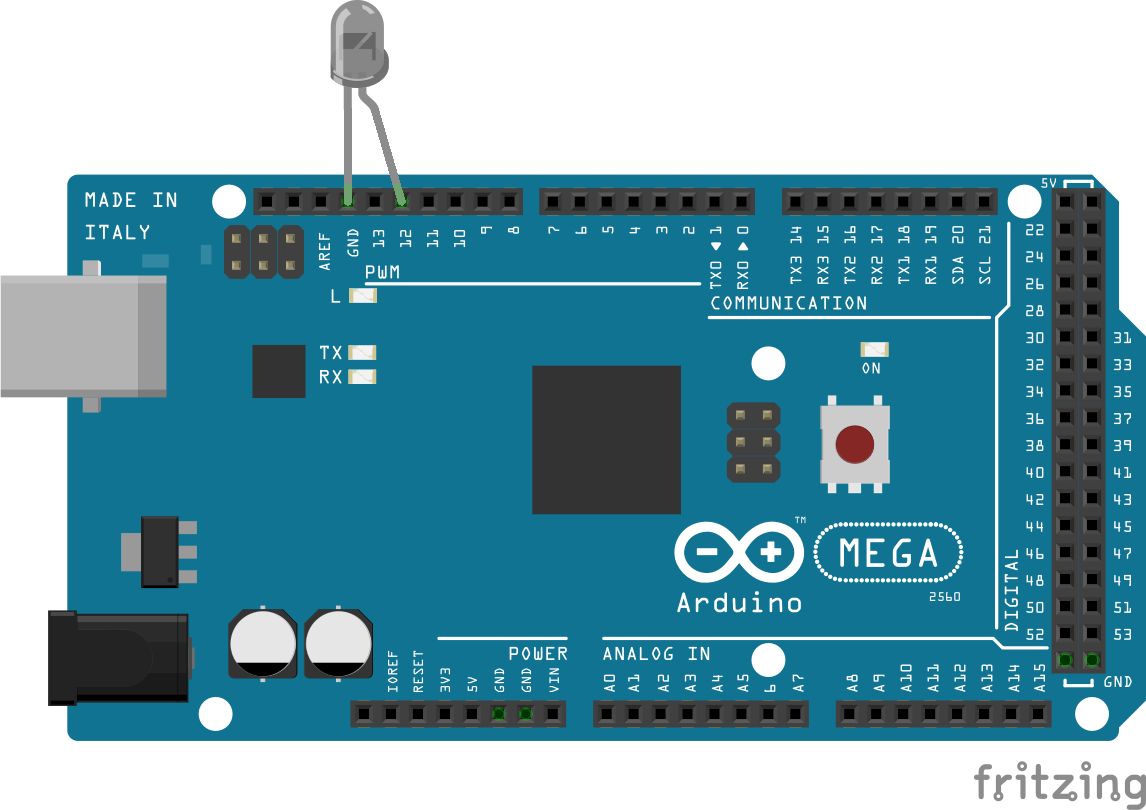 5V
MADE IN
ITALY
AREF
GND
13
12
11
10
9
8
7
6
5
4
3
2
TX0 ◀ 1
RX0 ▶ 0
TX3 14
RX3 15
TX2 16
RX2 17
TX1 18
RX1 19
SDA 20
SCL 21
22
24
26
28
PWM
L
COMMUNICATION
TX
RX
ON
30 31
32 33
34 35
36 37
38 39
40 41
42 43
44 45
46 47
48 49
50 51
52 53
DIGITAL
GND
TM
MEGA
2560
Arduino
POWER
ANALOG IN
IOREF
RESET
3V3
5V
GND
GND
VIN
A0
A1
A2
A3
A4
A5
6
A7
A8
A9
A10
A11
A12
A13
A14
A15
fritzing